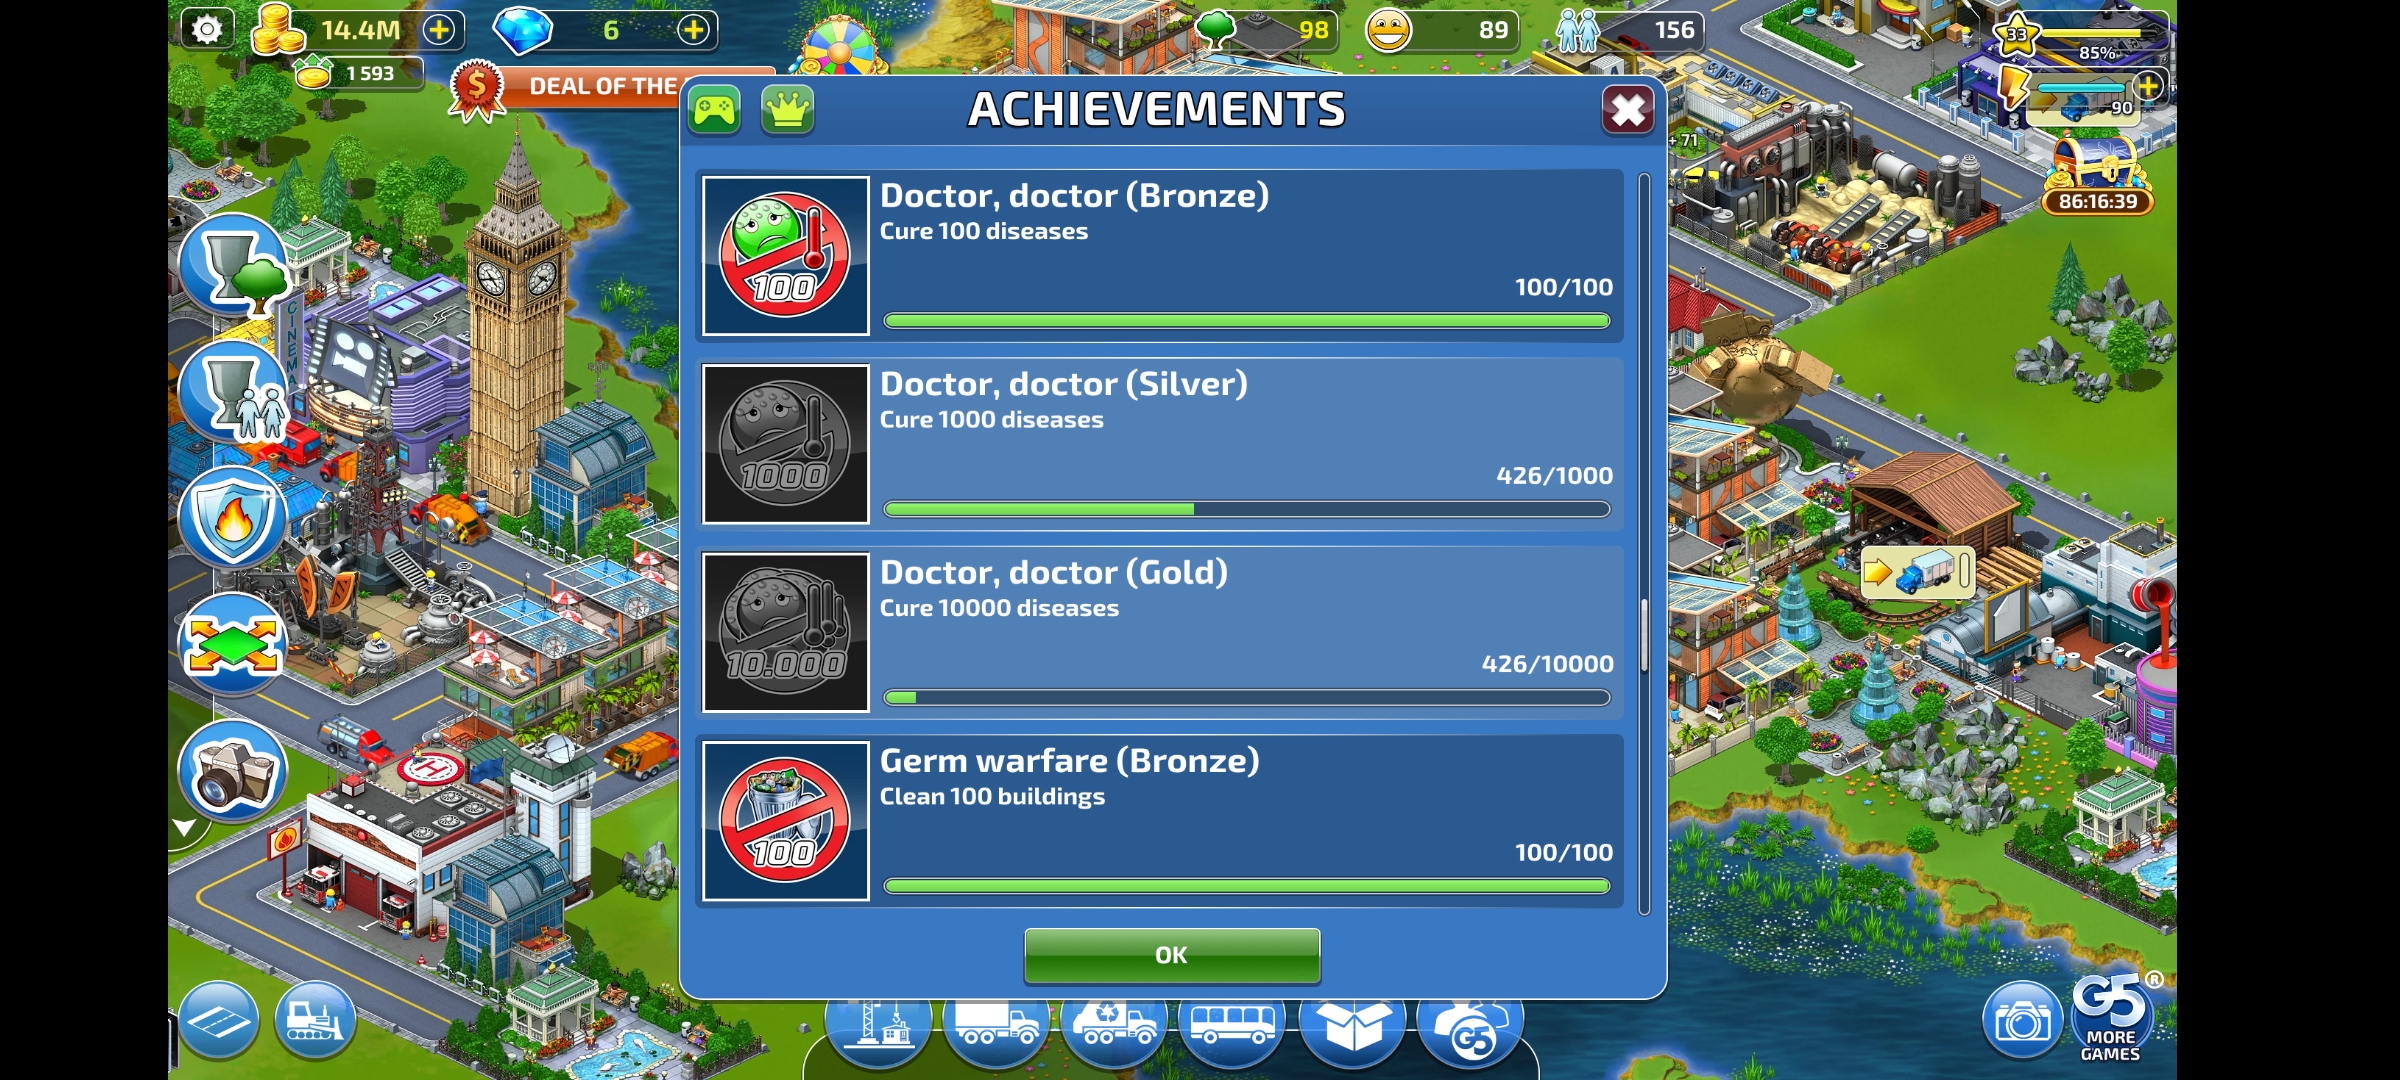 14.4M
6
98
89
156
33
85%
1 593
DEAL OF THE
90
ACHIEVEMENTS
+71
86:16:39
Doctor, doctor (Bronze)
Cure 100 diseases
100
100/100
CINEMA
Doctor, doctor (Silver)
Cure 1000 diseases
1000
426/1000
Doctor, doctor (Gold)
Cure 10000 diseases
10.000
426/10000
Germ warfare (Bronze)
Clean 100 buildings
100
100/100
H
OK
G5
G5®
MORE
GAMES